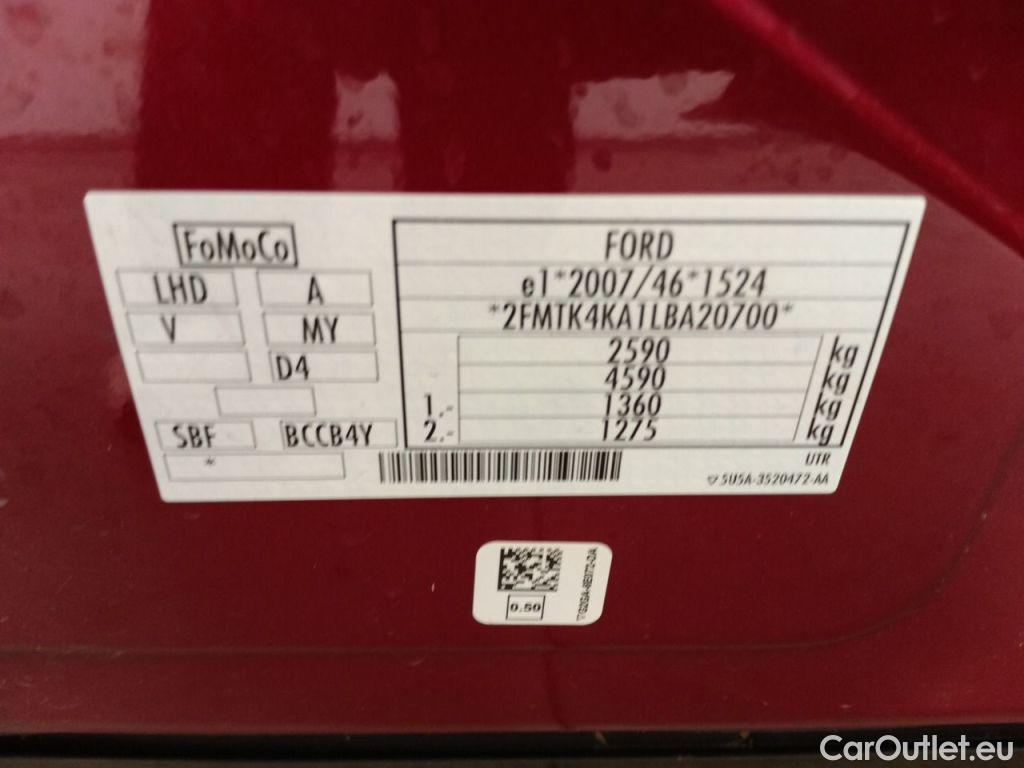 FoMoCo
LHD A
V MY
D4
SBF BCCB4Y
*
FORD
e1*2007/46*1524
*2FMTK4KA1LBA20700*
2590 kg
4590 kg
1.- 1360 kg
2.- 1275 kg
UTR
5U5A-3520472-AA
0.50
CarOutlet.eu